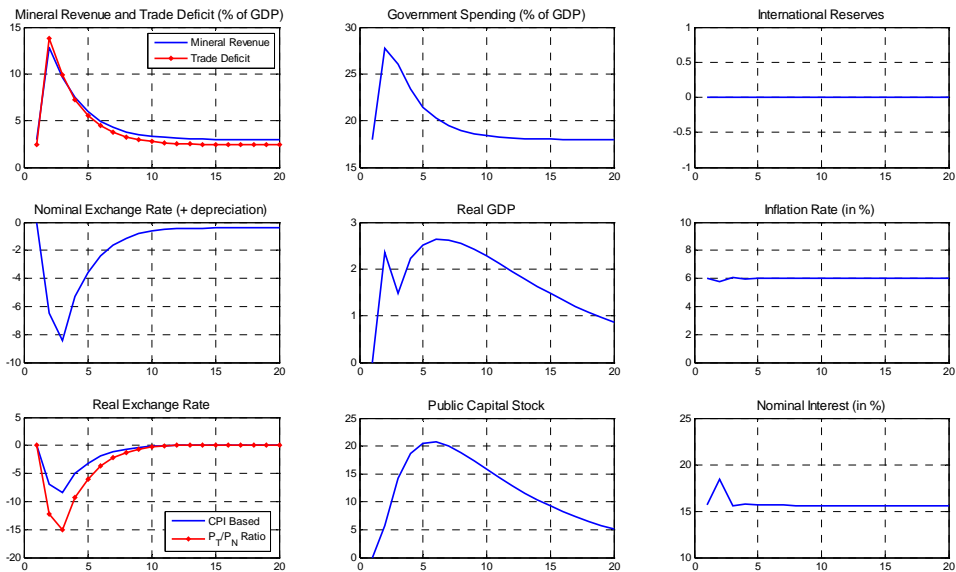 Mineral Revenue and Trade Deficit (% of GDP)
15
10
5
0
0 5 10 15 20
Mineral Revenue
Trade Deficit
Government Spending (% of GDP)
30
25
20
15
0 5 10 15 20
International Reserves
1
0.5
0
-0.5
-1
0 5 10 15 20
Nominal Exchange Rate (+ depreciation)
0
-2
-4
-6
-8
-10
0 5 10 15 20
Real GDP
3
2
1
0
0 5 10 15 20
Inflation Rate (in %)
10
8
6
4
2
0
0 5 10 15 20
Real Exchange Rate
5
0
-5
-10
-15
-20
0 5 10 15 20
CPI Based
P_T/P_N Ratio
Public Capital Stock
25
20
15
10
5
0
0 5 10 15 20
Nominal Interest (in %)
25
20
15
10
0 5 10 15 20